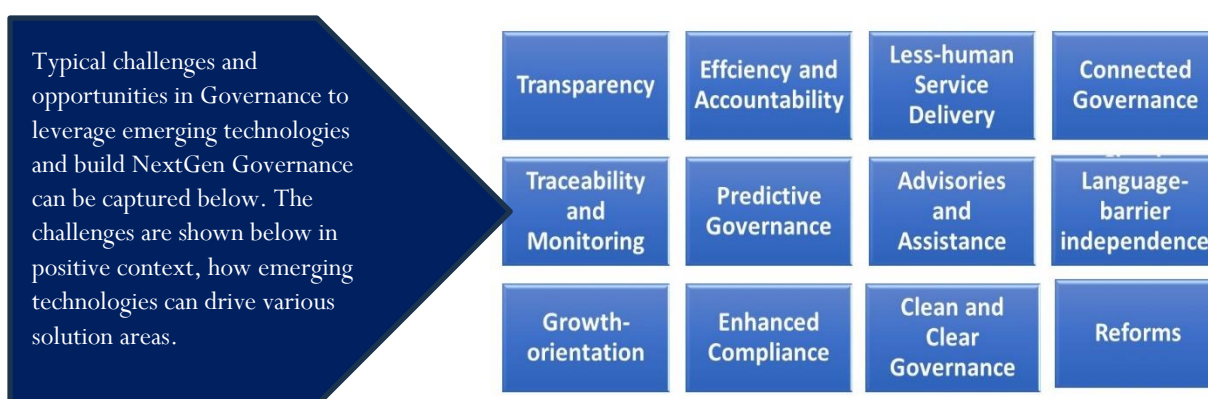 Typical challenges and
opportunities in Governance to
leverage emerging technologies
and build NextGen Governance
can be captured below. The
challenges are shown below in
positive context, how emerging
technologies can drive various
solution areas.
Transparency
Effciency and
Accountability
Less-human
Service
Delivery
Connected
Governance
Traceability
and
Monitoring
Predictive
Governance
Advisories
and
Assistance
Language-
barrier
independence
Growth-
orientation
Enhanced
Compliance
Clean and
Clear
Governance
Reforms